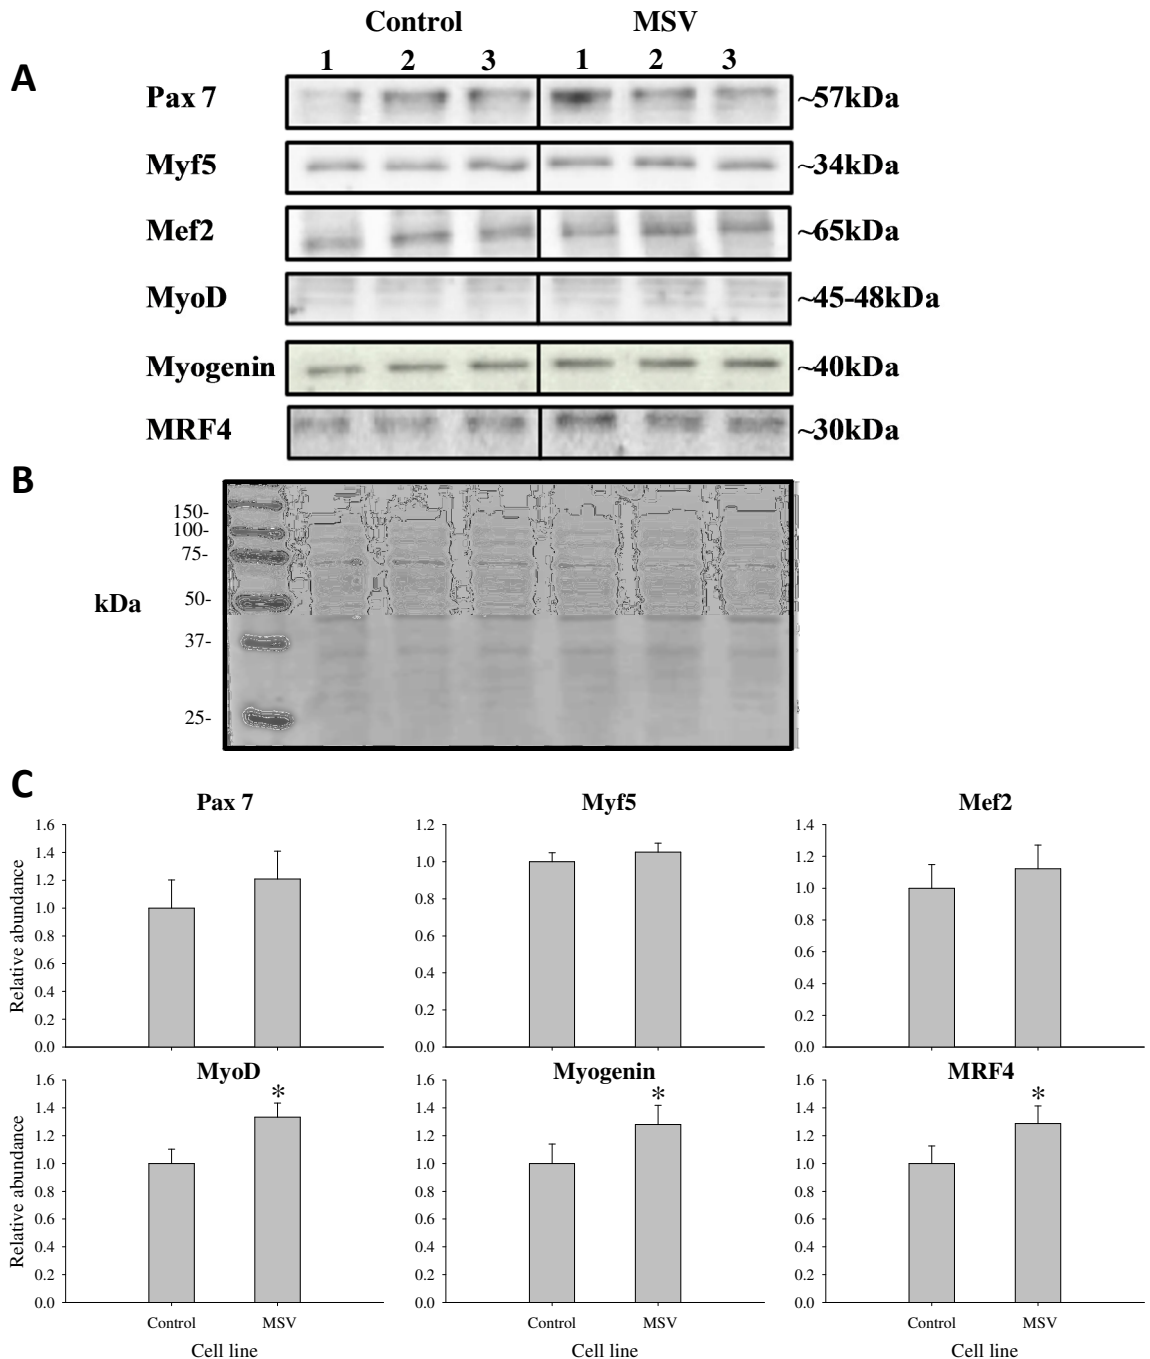 Control MSV
1 2 3 1 2 3
A
Pax 7 ~57kDa
Myf5 ~34kDa
Mef2 ~65kDa
MyoD ~45-48kDa
Myogenin ~40kDa
MRF4 ~30kDa
B
150-
100-
75-
50-
kDa
37-
25-
C
Pax 7 Myf5 Mef2
1.6 1.2 1.4
1.4 1.0 1.2
1.2 0.8 1.0
1.0 0.6 0.8
0.8 0.4 0.6
0.6 0.2 0.4
0.4 0.0 0.2
0.2 0.0
0.0
Relative abundance
MyoD Myogenin MRF4
* * *
1.6 1.6 1.6
1.4 1.4 1.4
1.2 1.2 1.2
1.0 1.0 1.0
0.8 0.8 0.8
0.6 0.6 0.6
0.4 0.4 0.4
0.2 0.2 0.2
0.0 0.0 0.0
Relative abundance
Control MSV Control MSV Control MSV
Cell line Cell line Cell line